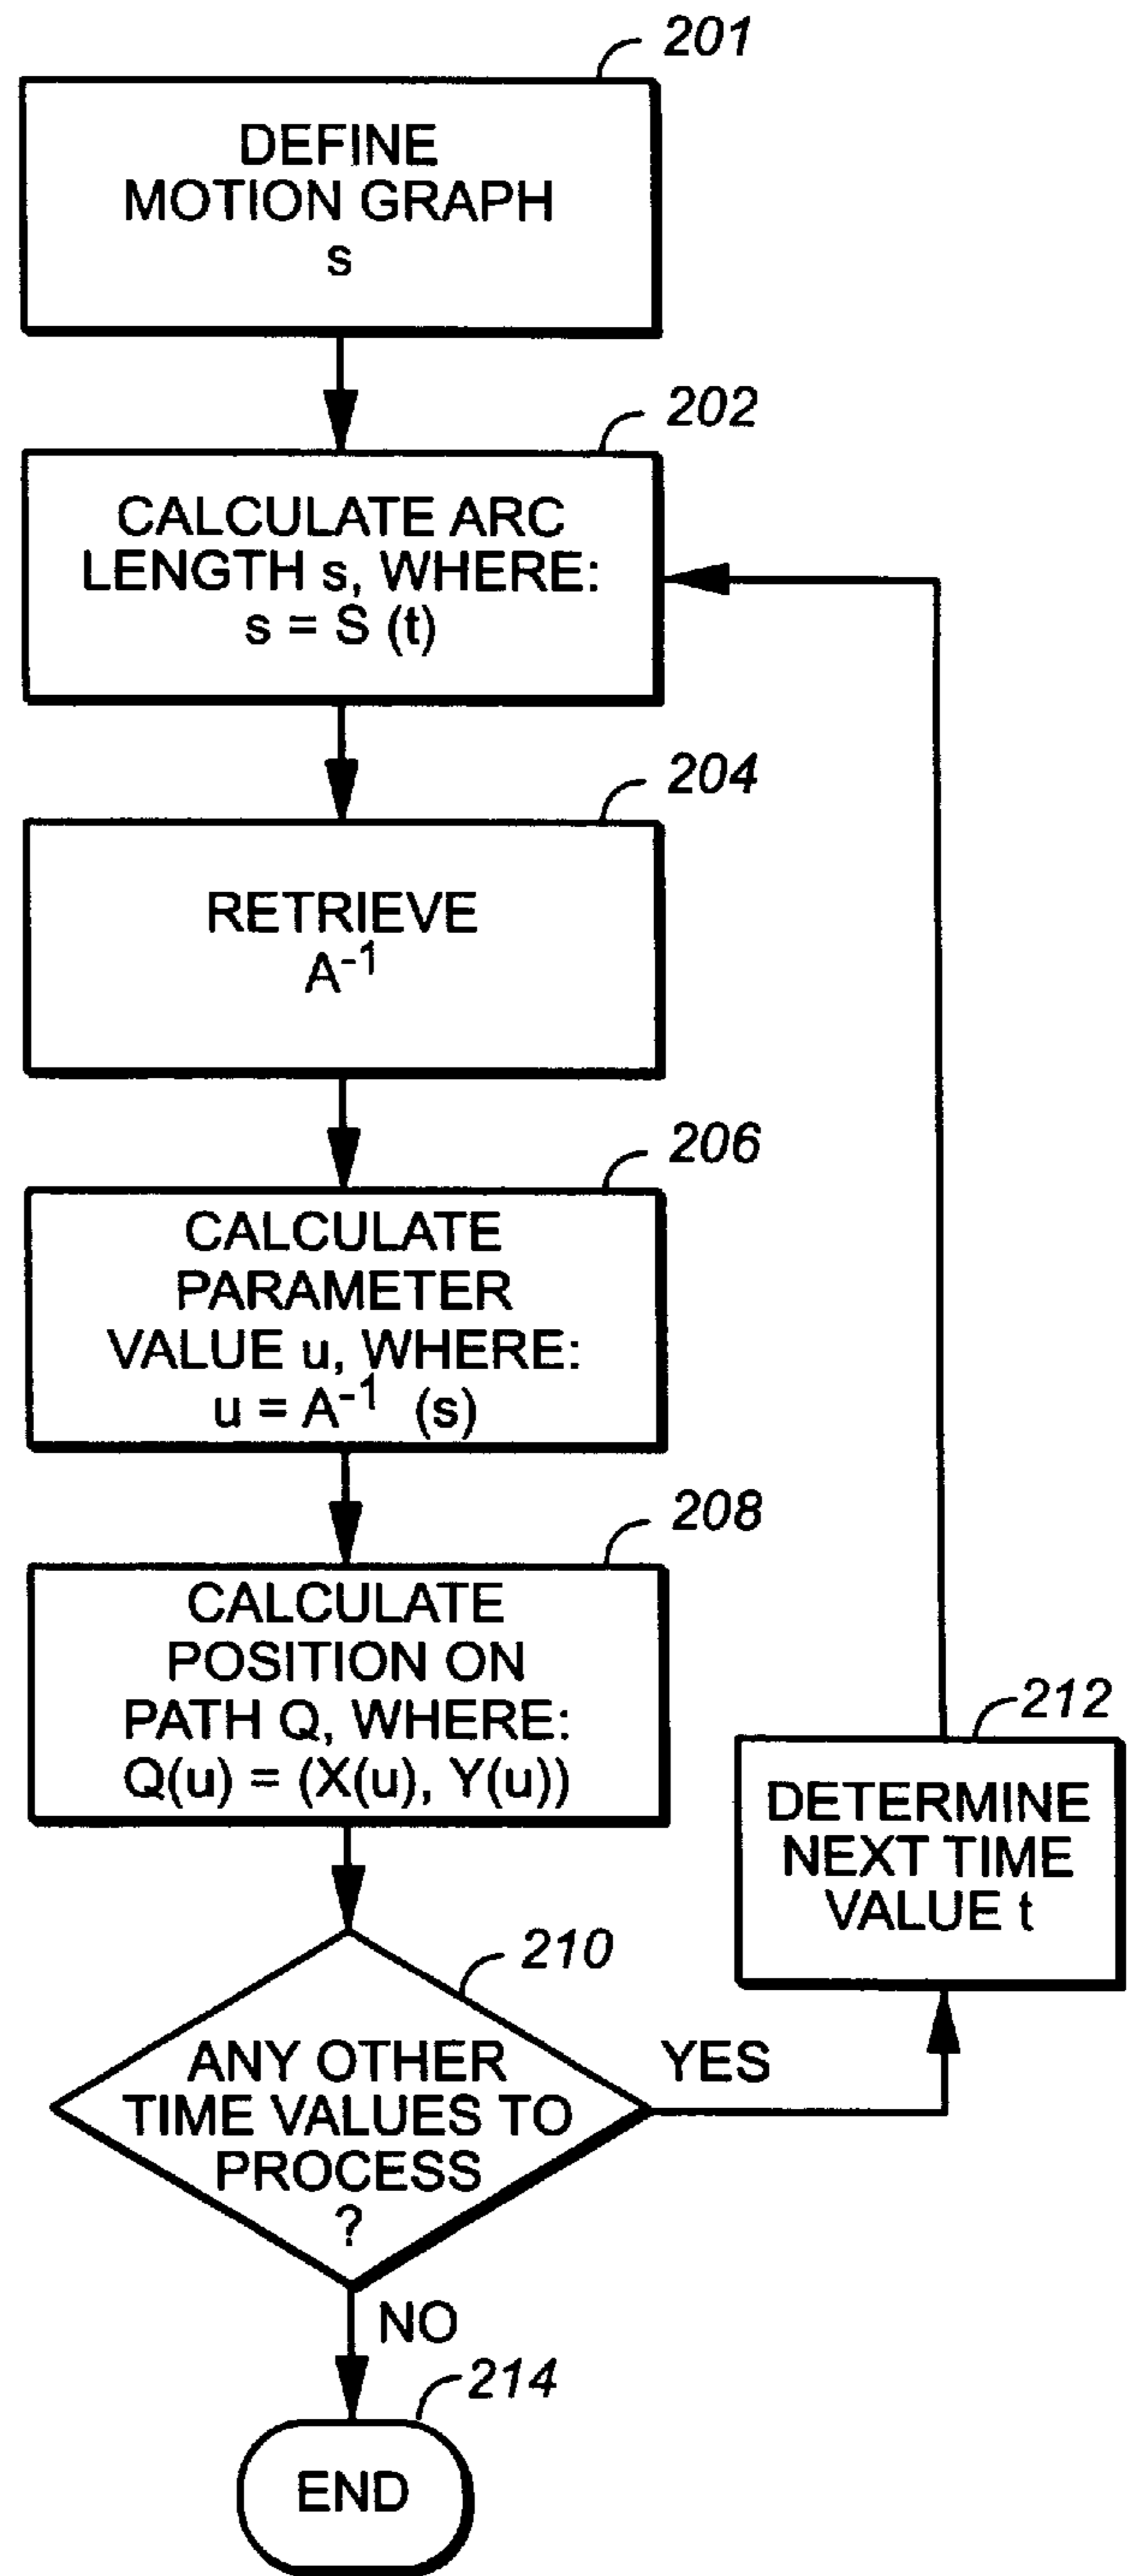 201
DEFINE
MOTION GRAPH
s
202
CALCULATE ARC
LENGTH s, WHERE:
s = S (t)
204
RETRIEVE
A⁻¹
206
CALCULATE
PARAMETER
VALUE u, WHERE:
u = A⁻¹ (s)
208
CALCULATE
POSITION ON
PATH Q, WHERE:
Q(u) = (X(u), Y(u))
212
DETERMINE
NEXT TIME
VALUE t
210
ANY OTHER
TIME VALUES TO
PROCESS
?
YES
NO
214
END